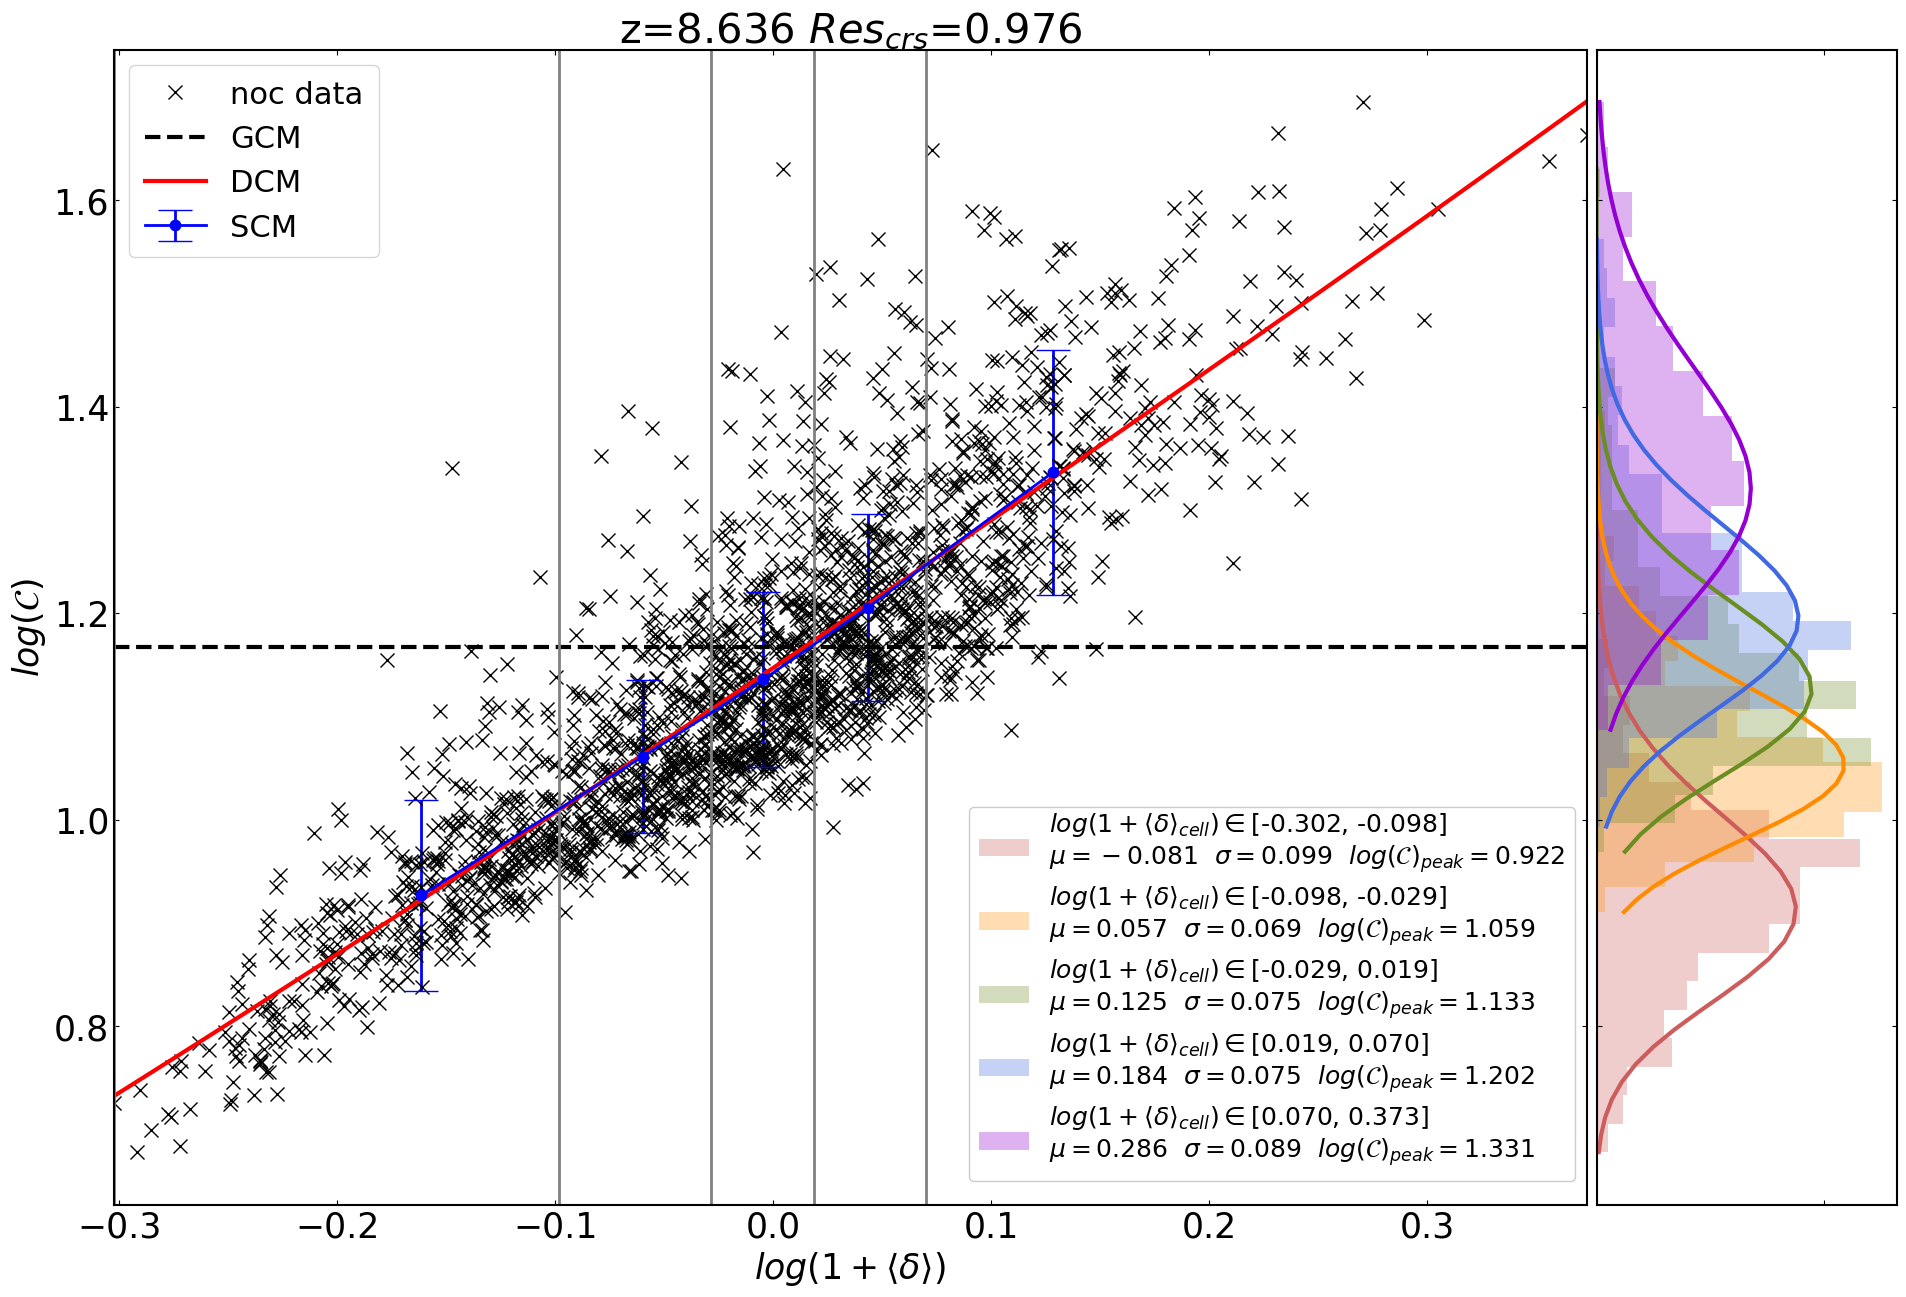 z=8.636 Res_crs=0.976
noc data
GCM
DCM
SCM
log(𝒞)
1.6
1.4
1.2
1.0
0.8
log(1 + ⟨δ⟩_cell) ∈ [-0.302, -0.098]
μ = −0.081 σ = 0.099 log(𝒞)_peak = 0.922
log(1 + ⟨δ⟩_cell) ∈ [-0.098, -0.029]
μ = 0.057 σ = 0.069 log(𝒞)_peak = 1.059
log(1 + ⟨δ⟩_cell) ∈ [-0.029, 0.019]
μ = 0.125 σ = 0.075 log(𝒞)_peak = 1.133
log(1 + ⟨δ⟩_cell) ∈ [0.019, 0.070]
μ = 0.184 σ = 0.075 log(𝒞)_peak = 1.202
log(1 + ⟨δ⟩_cell) ∈ [0.070, 0.373]
μ = 0.286 σ = 0.089 log(𝒞)_peak = 1.331
−0.3 −0.2 −0.1 0.0 0.1 0.2 0.3
log(1 + ⟨δ⟩)